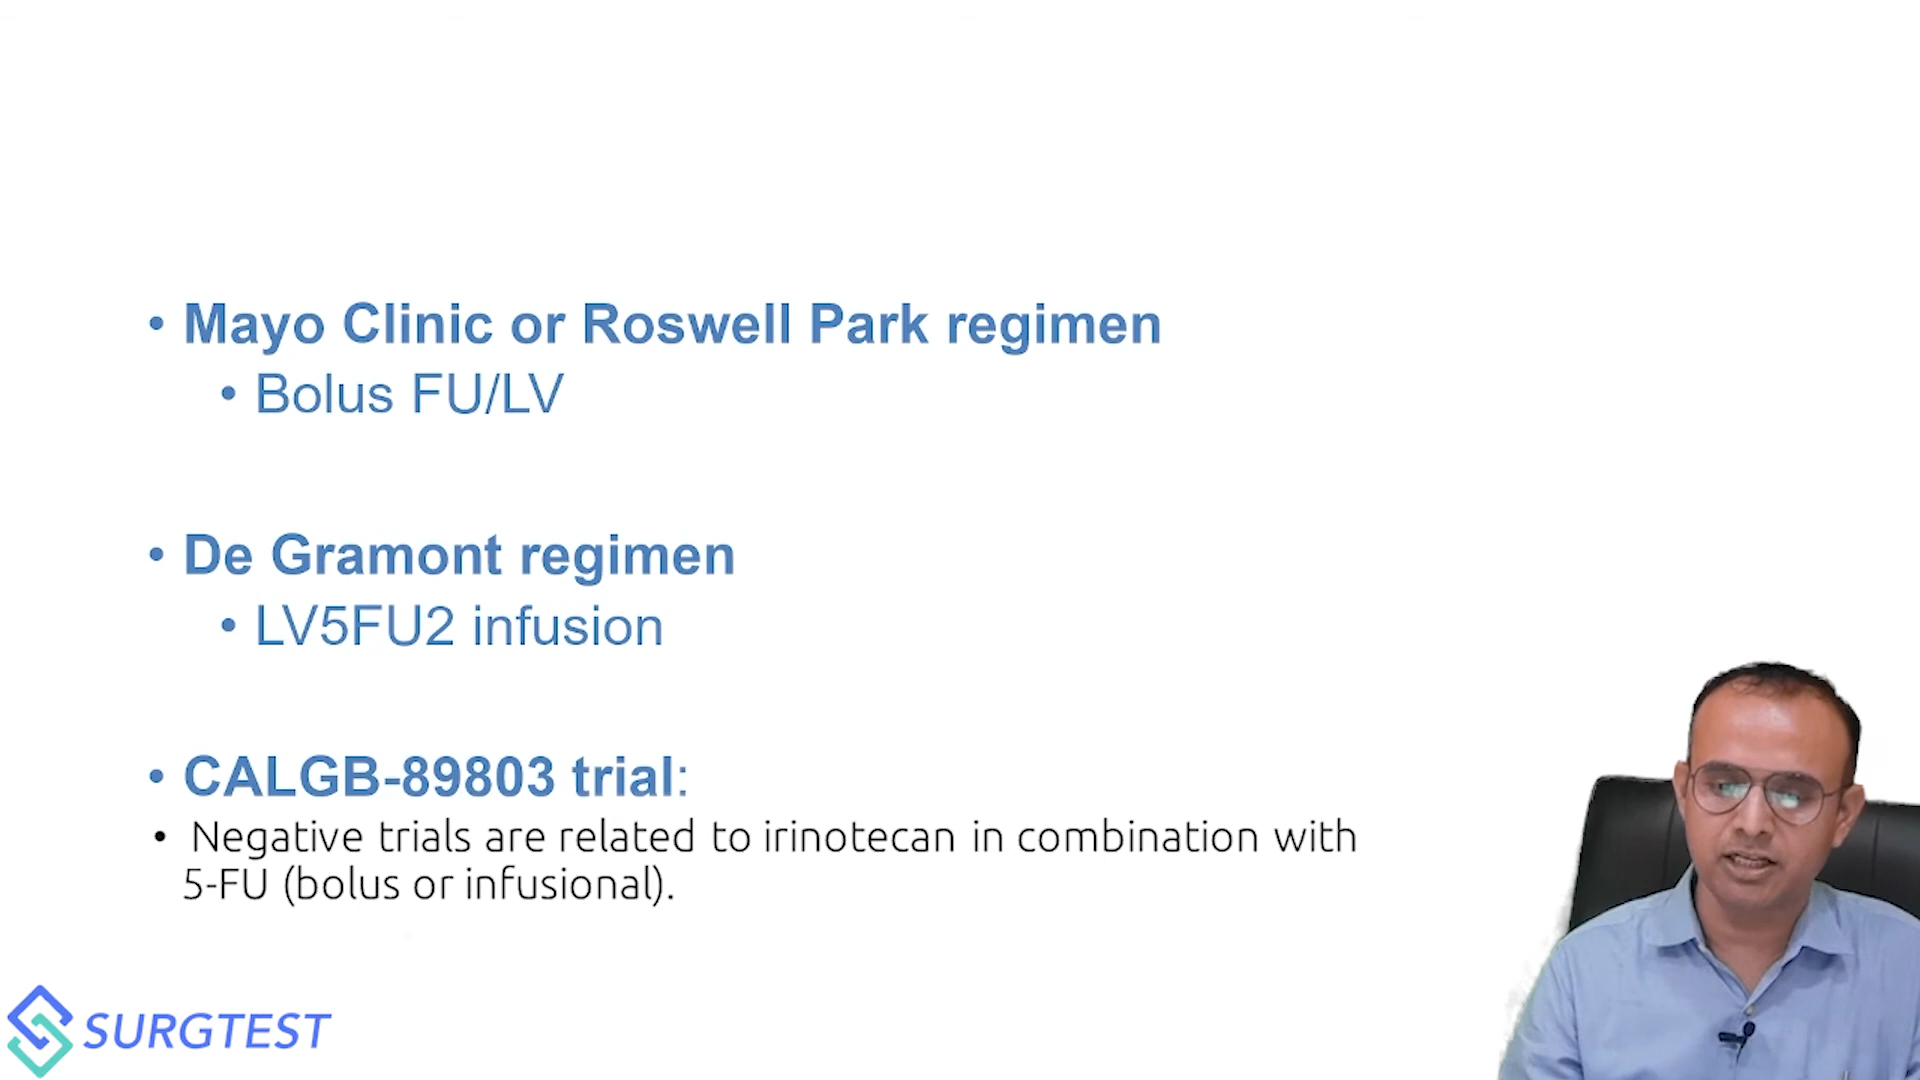 • Mayo Clinic or Roswell Park regimen
• Bolus FU/LV
• De Gramont regimen
• LV5FU2 infusion
• CALGB-89803 trial:
• Negative trials are related to irinotecan in combination with
5-FU (bolus or infusional).
SURGTEST